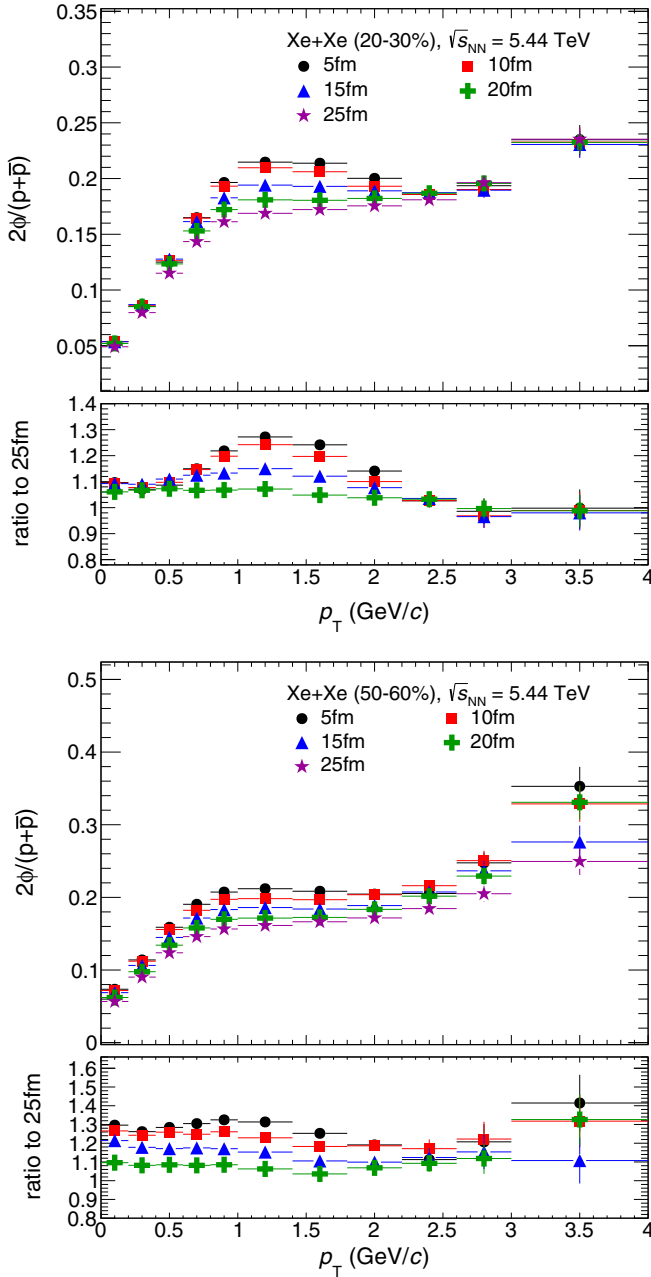 Xe+Xe (20-30%), √s_NN = 5.44 TeV
5fm 10fm
15fm 20fm
25fm
2ϕ/(p+p̅)
0.35
0.3
0.25
0.2
0.15
0.1
0.05
ratio to 25fm
1.4
1.3
1.2
1.1
1
0.9
0.8
0 0.5 1 1.5 2 2.5 3 3.5 4
p_T (GeV/c)
Xe+Xe (50-60%), √s_NN = 5.44 TeV
5fm 10fm
15fm 20fm
25fm
2ϕ/(p+p̅)
0.5
0.4
0.3
0.2
0.1
0
ratio to 25fm
1.6
1.5
1.4
1.3
1.2
1.1
1
0.9
0.8
0 0.5 1 1.5 2 2.5 3 3.5 4
p_T (GeV/c)